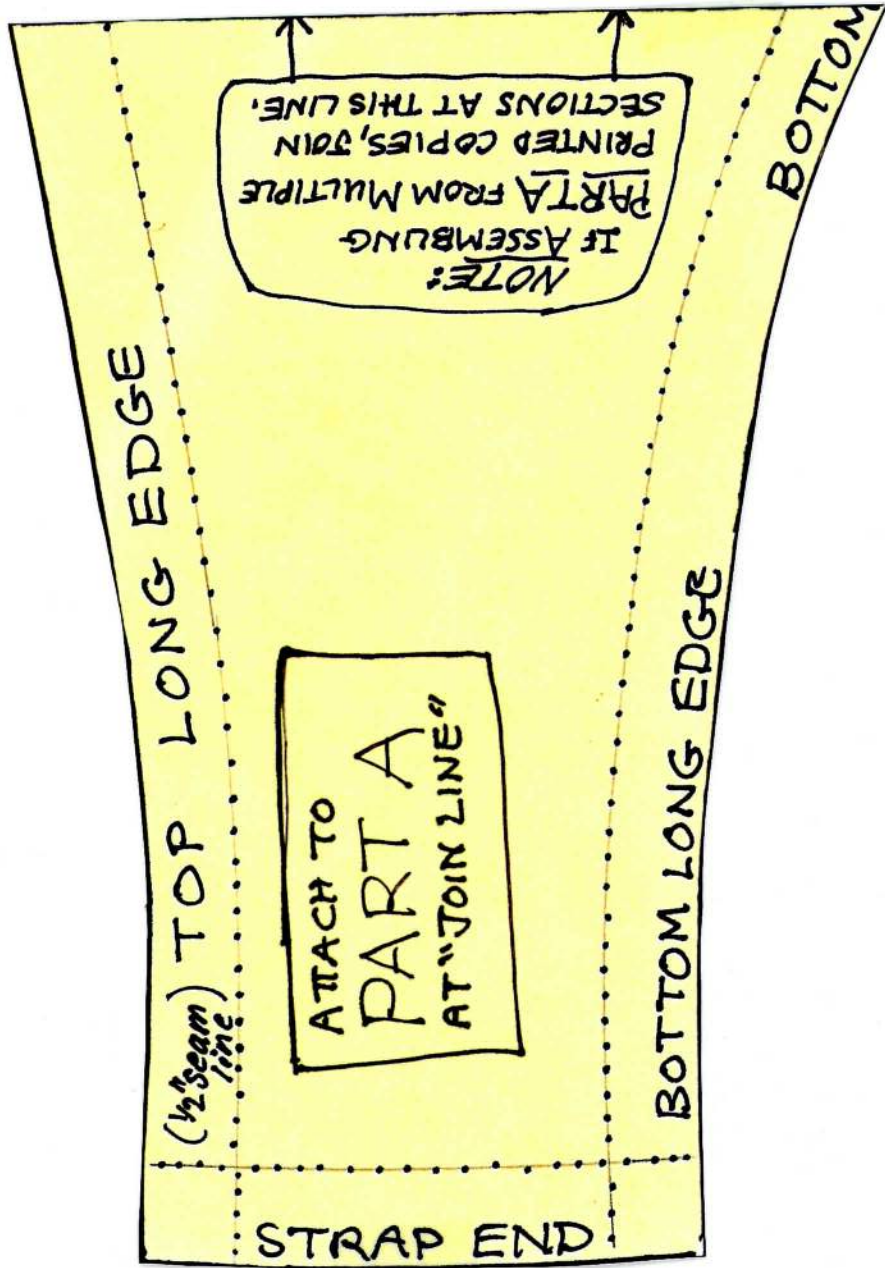 NOTE:
IF ASSEMBLING
PART A FROM MULTIPLE
PRINTED COPIES, JOIN
SECTIONS AT THIS LINE.
(1/2" seam
line)
TOP LONG EDGE
ATTACH TO
PART A
AT "JOIN LINE"
BOTTOM LONG EDGE
BOTTOM
STRAP END